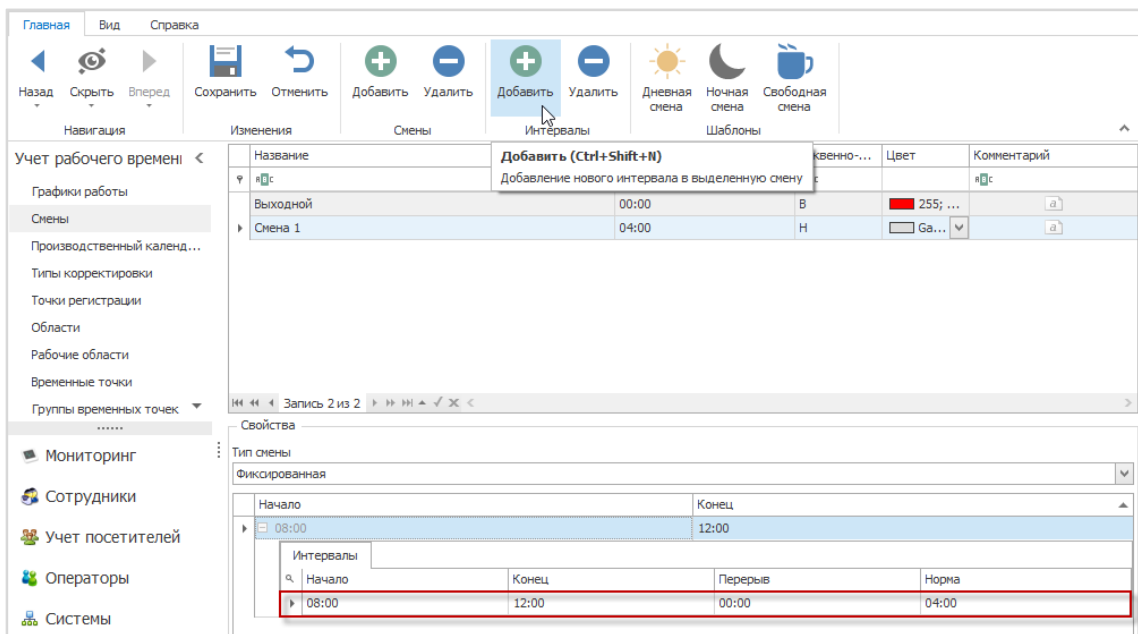 Главная Вид Справка
Назад Скрыть Вперед Сохранить Отменить Добавить Удалить Добавить Удалить Дневная смена Ночная смена Свободная смена
Навигация Изменения Смены Интервалы Шаблоны
Учет рабочего времени
Графики работы
Смены
Производственный календ...
Типы корректировки
Точки регистрации
Области
Рабочие области
Временные точки
Группы временных точек
Мониторинг
Сотрудники
Учет посетителей
Операторы
Системы
Название квенно-... Цвет Комментарий
Добавить (Ctrl+Shift+N)
Добавление нового интервала в выделенную смену
Выходной 00:00 В 255; ...
Смена 1 04:00 Н Ga...
Запись 2 из 2
Свойства
Тип смены
Фиксированная
Начало Конец
08:00 12:00
Интервалы
Начало Конец Перерыв Норма
08:00 12:00 00:00 04:00